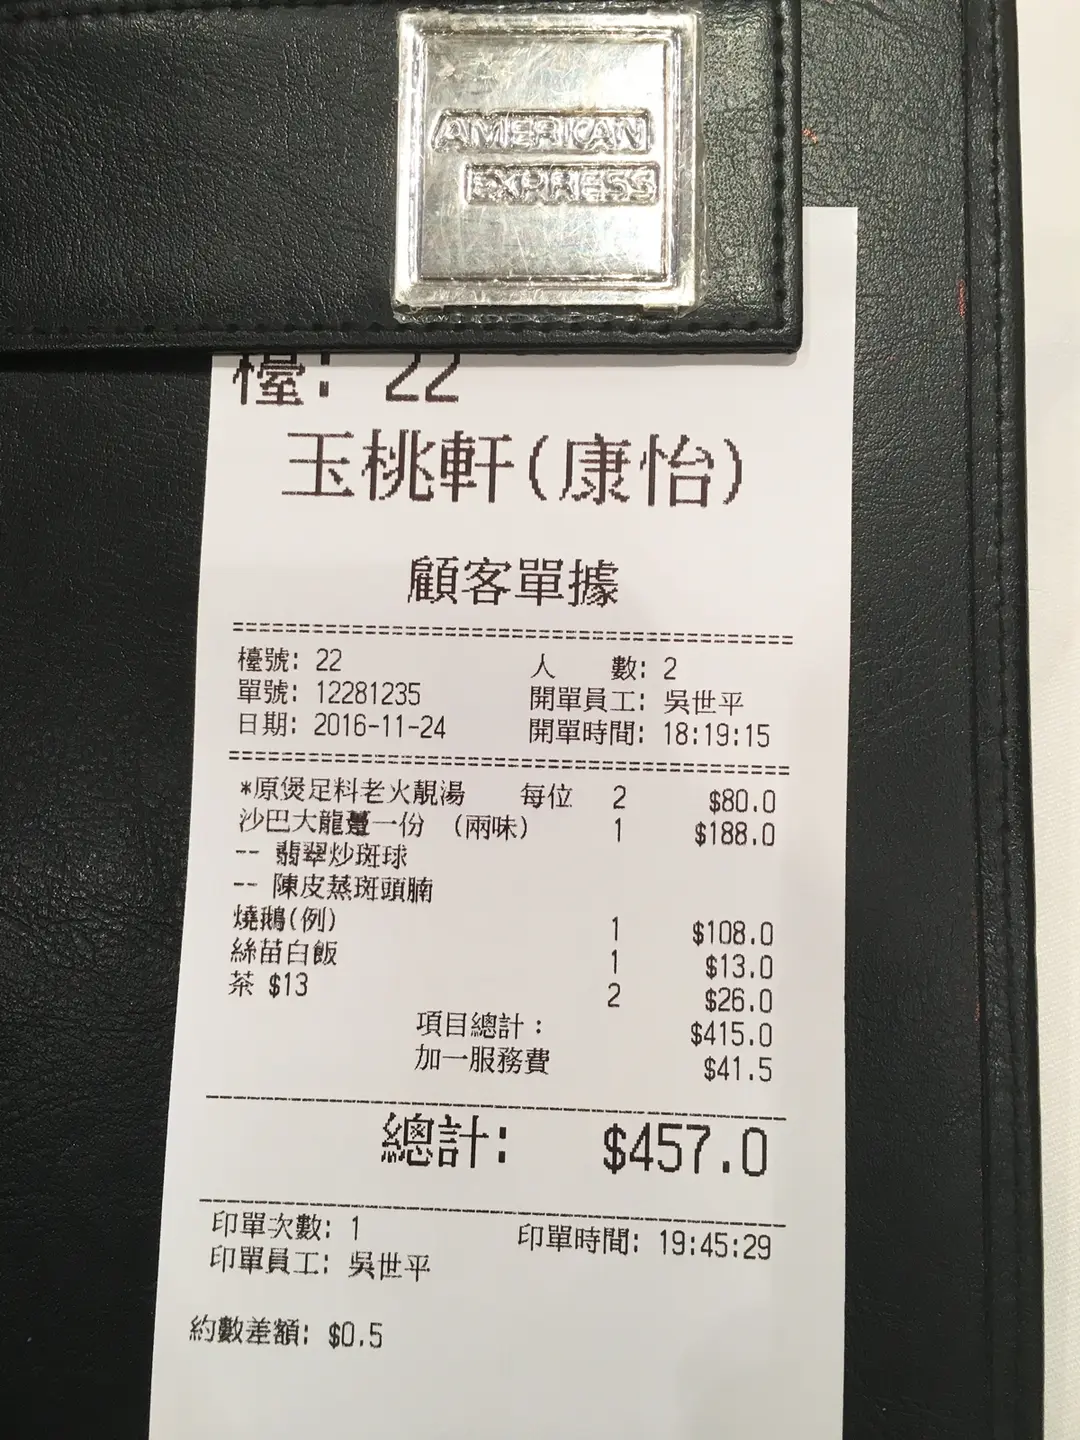 AMERICAN
EXPRESS
檯: 22
玉桃軒(康怡)
顧客單據
檯號: 22 人 數: 2
單號: 12281235 開單員工: 吳世平
日期: 2016-11-24 開單時間: 18:19:15
*原煲足料老火靚湯 每位 2 $80.0
沙巴大龍躉一份 (兩味) 1 $188.0
-- 翡翠炒斑球
-- 陳皮蒸斑頭腩
燒鵝(例) 1 $108.0
絲苗白飯 1 $13.0
茶 $13 2 $26.0
項目總計: $415.0
加一服務費 $41.5
總計: $457.0
印單次數: 1 印單時間: 19:45:29
印單員工: 吳世平
約數差額: $0.5